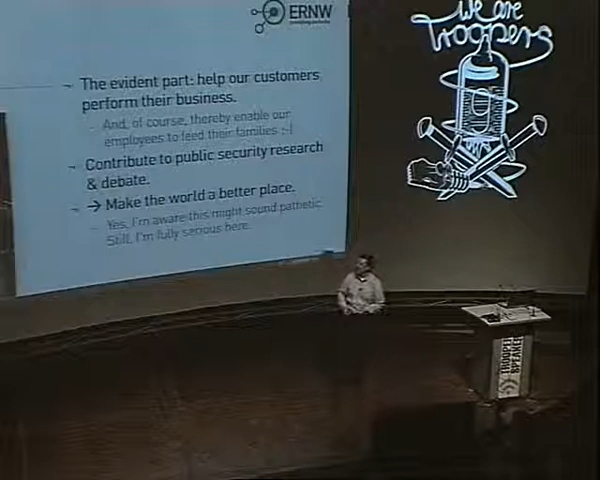 ERNW
we are
Troopers
The evident part: help our customers
perform their business.
And, of course, thereby enable our
employees to feed their families ;-)
Contribute to public security research
& debate.
→ Make the world a better place.
Yes, I'm aware this might sound pathetic.
Still, I'm fully serious here.